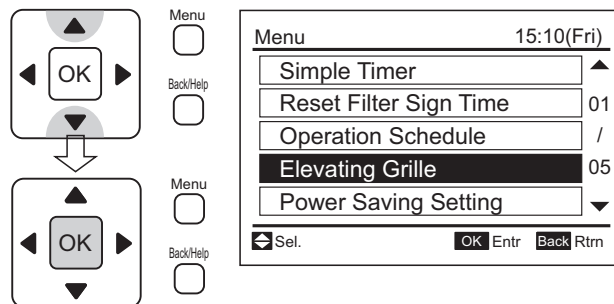 Menu
OK
Back/Help
Menu
OK
Back/Help
Menu 15:10(Fri)
Simple Timer
Reset Filter Sign Time 01
Operation Schedule /
Elevating Grille 05
Power Saving Setting
Sel. OK Entr Back Rtrn